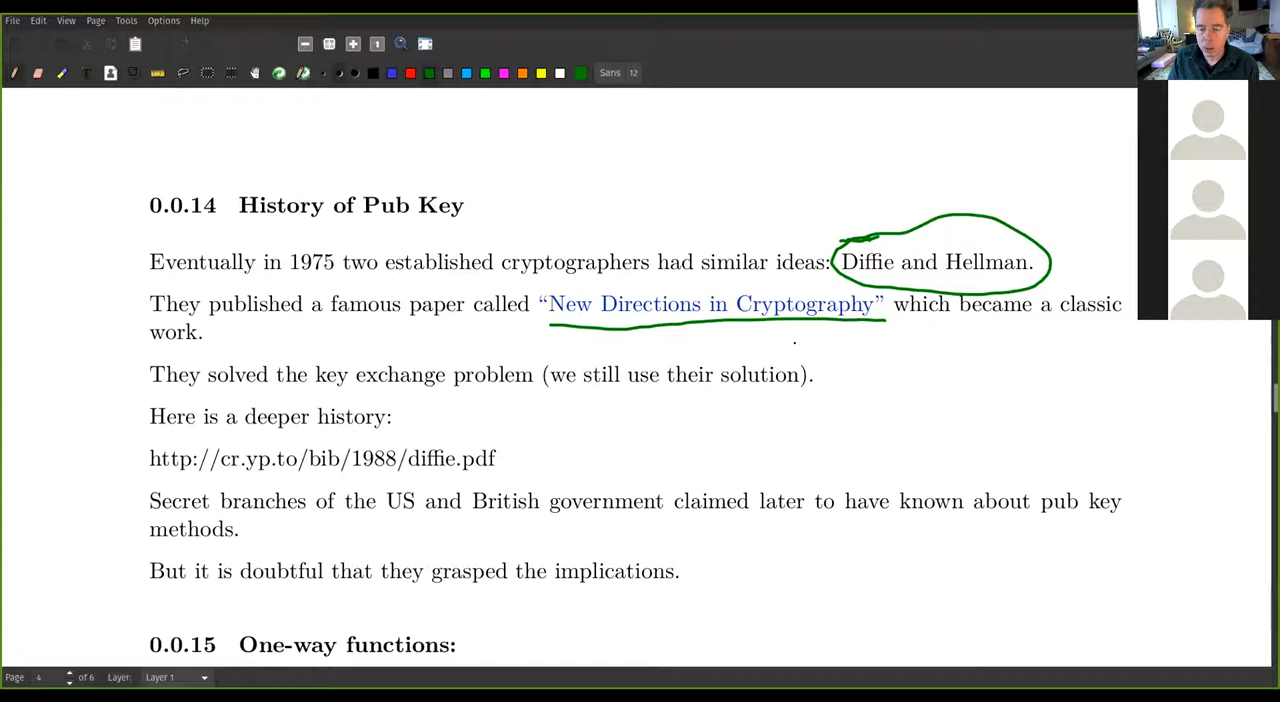 File Edit View Page Tools Options Help
Sans 12
0.0.14 History of Pub Key
Eventually in 1975 two established cryptographers had similar ideas: Diffie and Hellman.
They published a famous paper called “New Directions in Cryptography” which became a classic
work.
They solved the key exchange problem (we still use their solution).
Here is a deeper history:
http://cr.yp.to/bib/1988/diffie.pdf
Secret branches of the US and British government claimed later to have known about pub key
methods.
But it is doubtful that they grasped the implications.
0.0.15 One-way functions:
Page 4 of 6 Layer: Layer 1